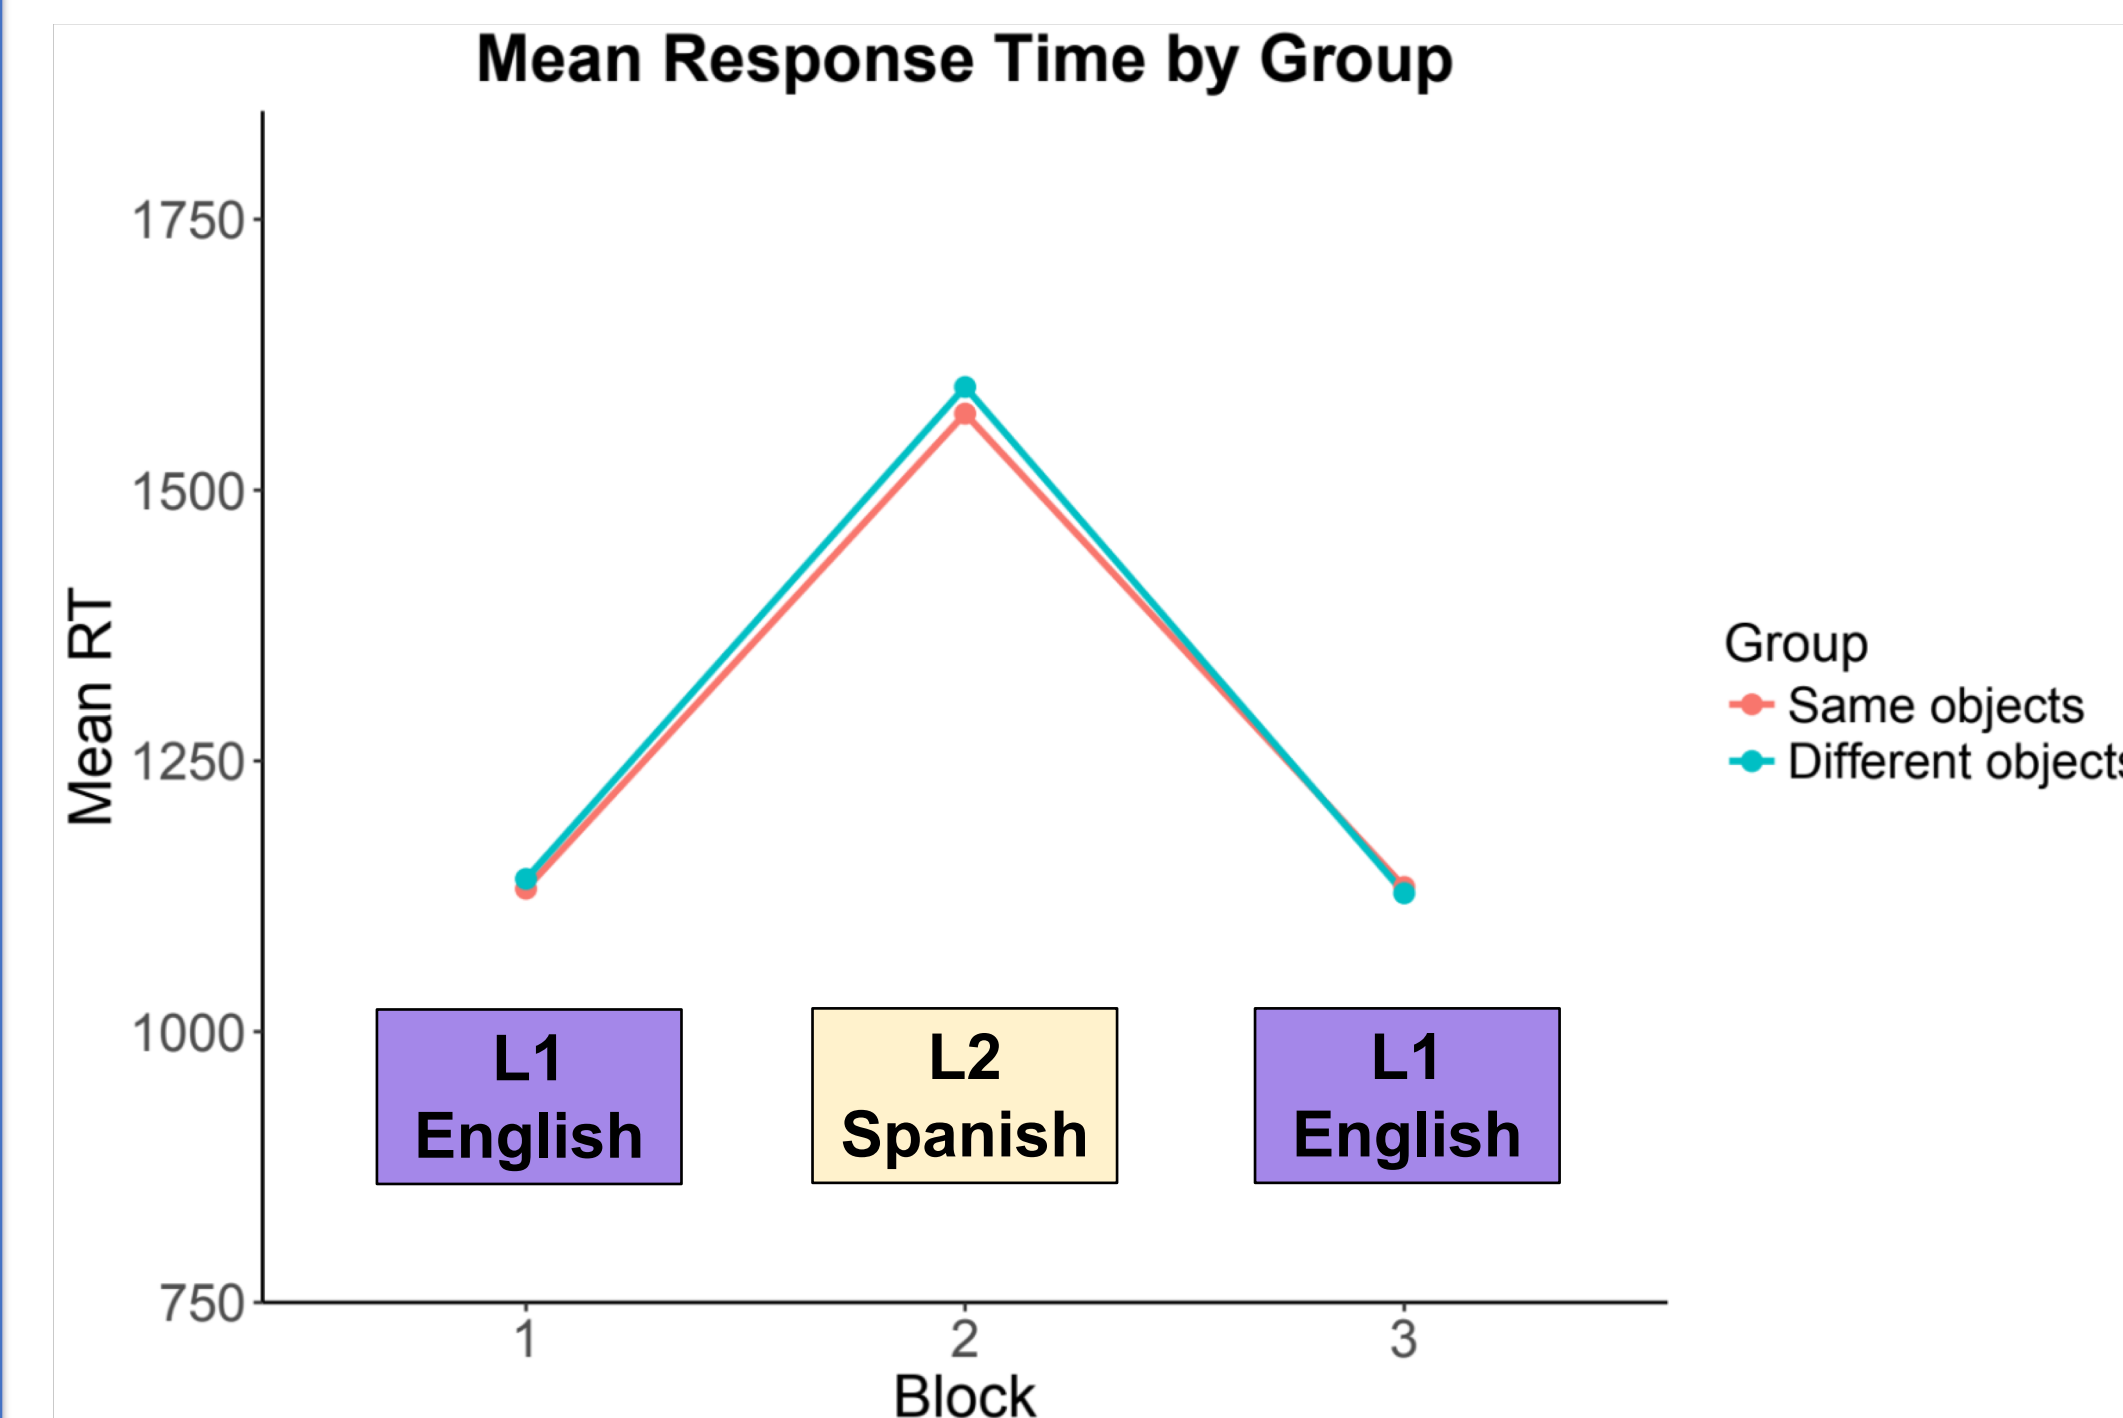 Mean Response Time by Group
1750
1500
1250
1000
750
Mean RT
L1
English
L2
Spanish
L1
English
1
2
3
Block
Group
Same objects
Different objects